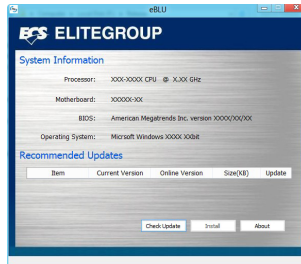 eBLU
ECS ELITEGROUP
System Information
Processor: XXX-XXXX CPU @ X.XX GHz
Motherboard: XXXXX-XX
BIOS: American Megatrends Inc. version XXXX/XX/XX
Operating System: Micrsoft Windows XXXX XXbit
Recommended Updates
Item Current Version Online Version Size(KB) Update
Check Update Install About